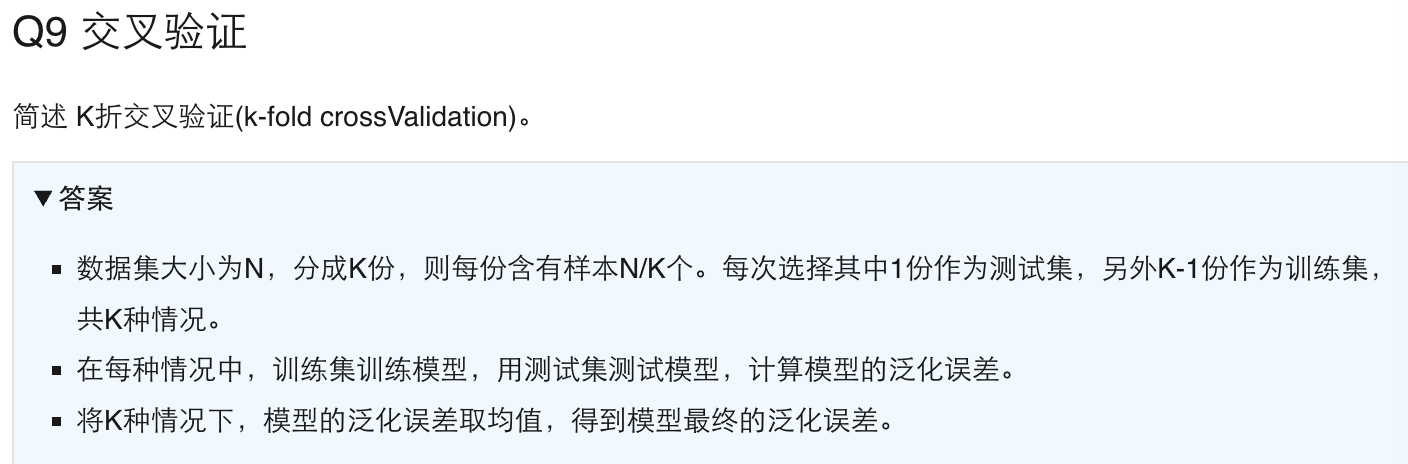 Q9 交叉验证
简述 K折交叉验证(k-fold crossValidation)。
▼ 答案
▪ 数据集大小为N，分成K份，则每份含有样本N/K个。每次选择其中1份作为测试集，另外K-1份作为训练集，
共K种情况。
▪ 在每种情况中，训练集训练模型，用测试集测试模型，计算模型的泛化误差。
▪ 将K种情况下，模型的泛化误差取均值，得到模型最终的泛化误差。